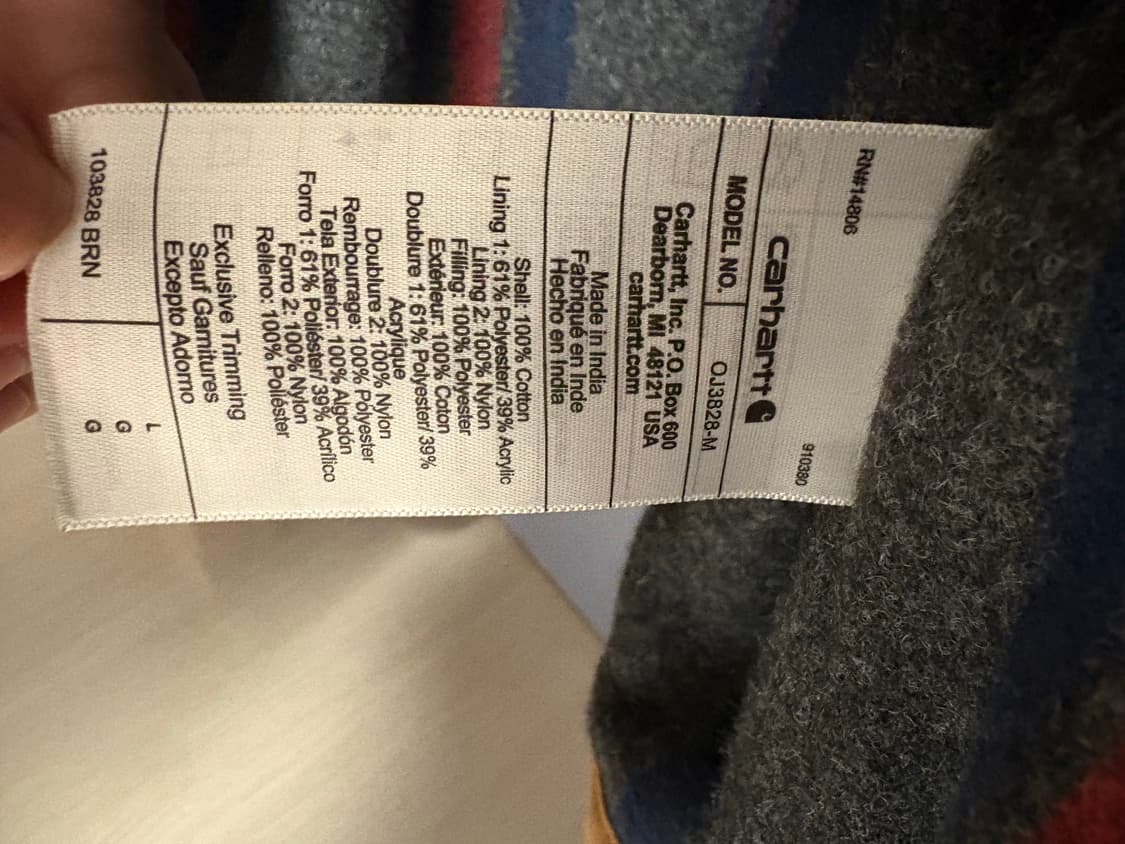 RN#14806
910380
carhartt
MODEL NO. OJ3828-M
Carhartt, Inc. P.O. Box 600
Dearborn, MI 48121 USA
carhartt.com
Made in India
Fabriqué en Inde
Hecho en India
Shell: 100% Cotton
Lining 1: 61% Polyester/ 39% Acrylic
Lining 2: 100% Nylon
Filling: 100% Polyester
Extérieur: 100% Coton
Doublure 1: 61% Polyester/ 39%
Acrylique
Doublure 2: 100% Nylon
Rembourrage: 100% Polyester
Tela Exterior: 100% Algodón
Forro 1: 61% Poliéster/ 39% Acrílico
Forro 2: 100% Nylon
Relleno: 100% Poliéster
Exclusive Trimming
Sauf Garnitures
Excepto Adorno
L
103828 BRN G
G